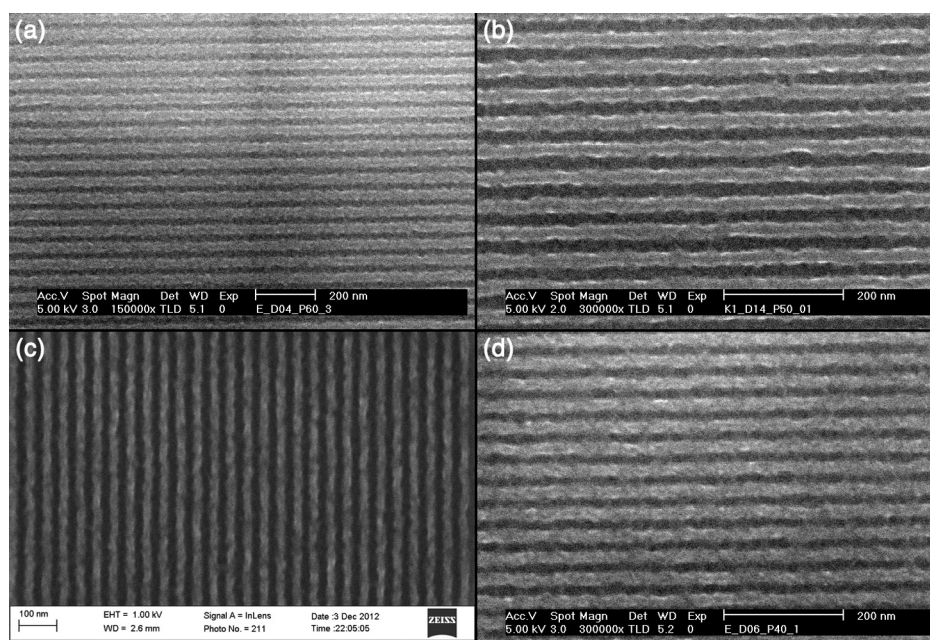 (a)
Acc.V Spot Magn Det WD Exp 200 nm
5.00 kV 3.0 150000x TLD 5.1 0 E_D04_P60_3
(b)
Acc.V Spot Magn Det WD Exp 200 nm
5.00 kV 2.0 300000x TLD 5.1 0 K1_D14_P50_01
(c)
100 nm EHT = 1.00 kV Signal A = InLens Date :3 Dec 2012 ZEISS
WD = 2.6 mm Photo No. = 211 Time :22:05:05
(d)
Acc.V Spot Magn Det WD Exp 200 nm
5.00 kV 3.0 300000x TLD 5.2 0 E_D06_P40_1